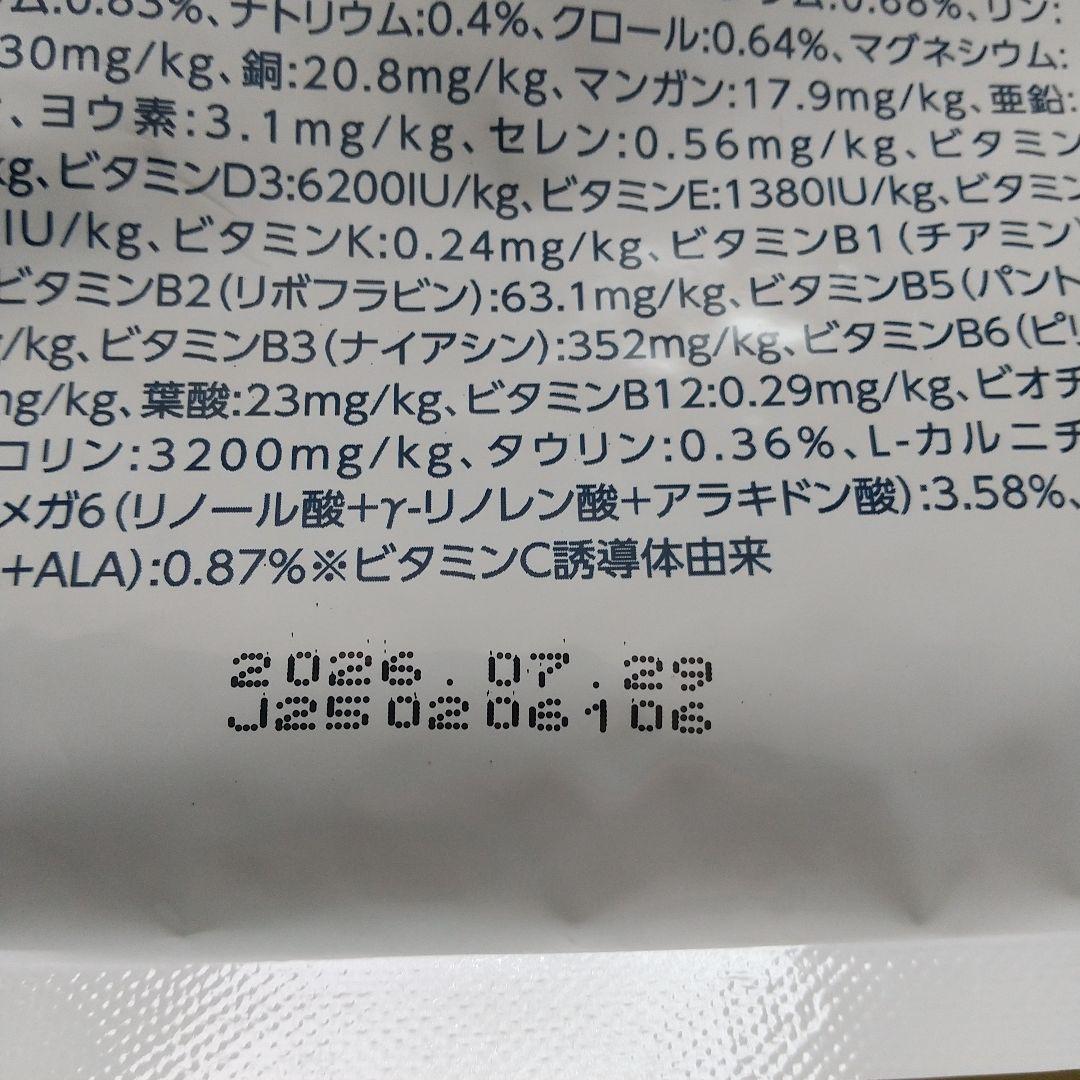 ム:0.83%、ナトリウム:0.4%、クロール:0.64%、マグネシウム:
ム:0.68%、リン:
30mg/kg、銅:20.8mg/kg、マンガン:17.9mg/kg、亜鉛:
、ヨウ素:3.1mg/kg、セレン:0.56mg/kg、ビタミン
kg、ビタミンD3:6200IU/kg、ビタミンE:1380IU/kg、ビタミン
IU/kg、ビタミンK:0.24mg/kg、ビタミンB1(チアミン)
ビタミンB2(リボフラビン):63.1mg/kg、ビタミンB5(パント
/kg、ビタミンB3(ナイアシン):352mg/kg、ビタミンB6(ピリ
mg/kg、葉酸:23mg/kg、ビタミンB12:0.29mg/kg、ビオチ
コリン:3200mg/kg、タウリン:0.36%、L-カルニチ
メガ6(リノール酸+γ-リノレン酸+アラキドン酸):3.58%、
+ALA):0.87%※ビタミンC誘導体由来
2026.07.29
J250206106